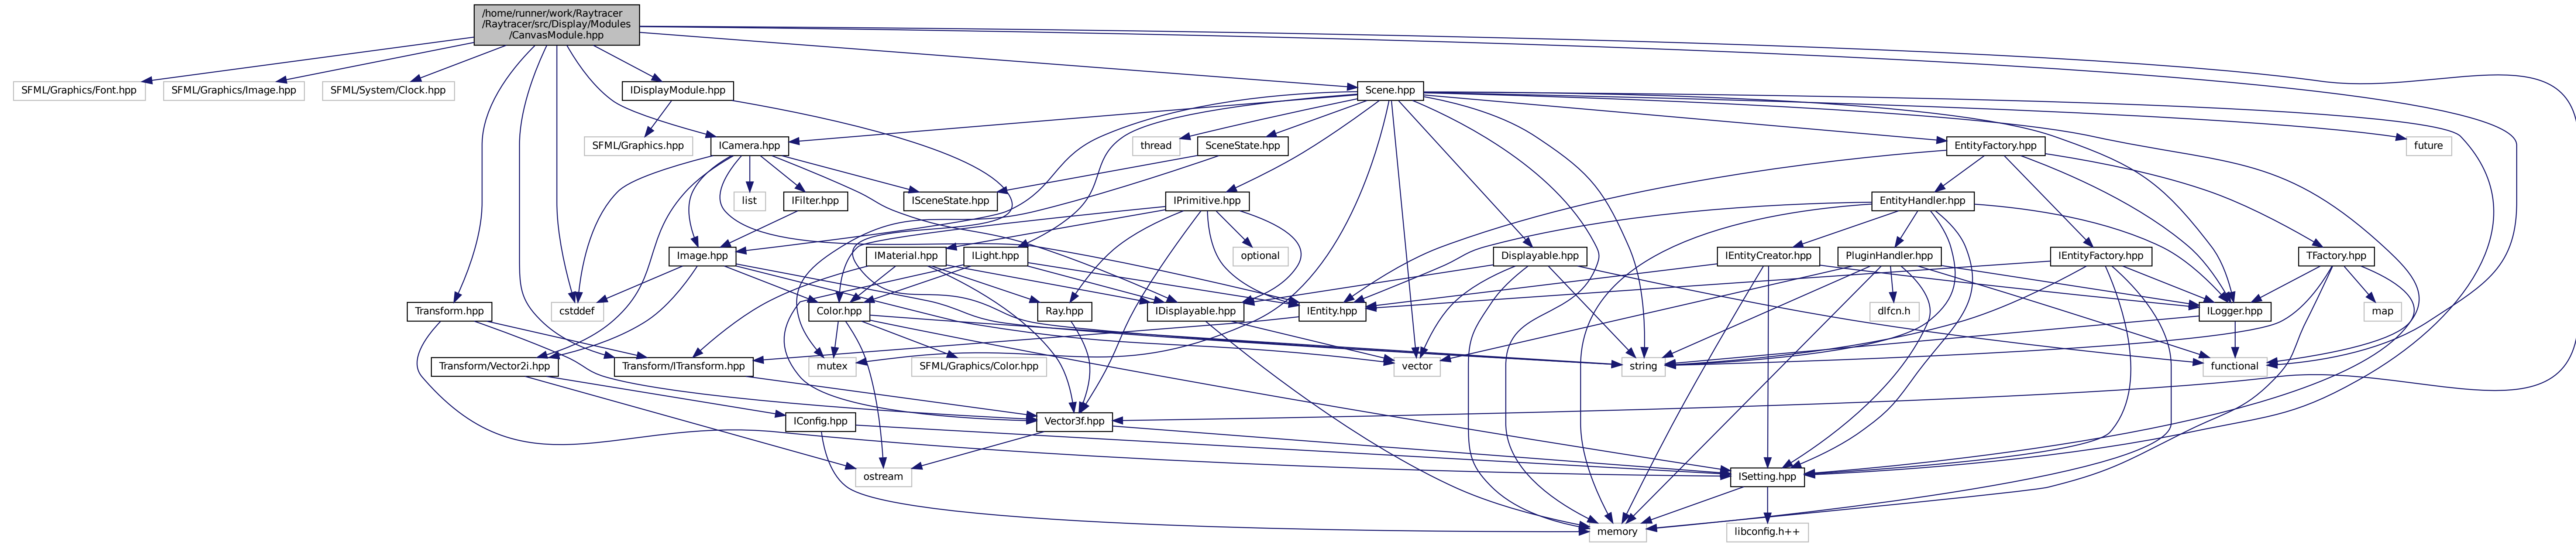 /home/runner/work/Raytracer
/Raytracer/src/Display/Modules
/CanvasModule.hpp
SFML/Graphics/Font.hpp
SFML/Graphics/Image.hpp
SFML/System/Clock.hpp
IDisplayModule.hpp
Scene.hpp
SFML/Graphics.hpp
ICamera.hpp
thread
SceneState.hpp
EntityFactory.hpp
future
list
IFilter.hpp
ISceneState.hpp
IPrimitive.hpp
EntityHandler.hpp
Image.hpp
IMaterial.hpp
ILight.hpp
optional
Displayable.hpp
IEntityCreator.hpp
PluginHandler.hpp
IEntityFactory.hpp
TFactory.hpp
Transform.hpp
cstddef
Color.hpp
Ray.hpp
IDisplayable.hpp
IEntity.hpp
dlfcn.h
ILogger.hpp
map
Transform/Vector2i.hpp
Transform/ITransform.hpp
mutex
SFML/Graphics/Color.hpp
vector
string
functional
IConfig.hpp
Vector3f.hpp
ostream
ISetting.hpp
memory
libconfig.h++